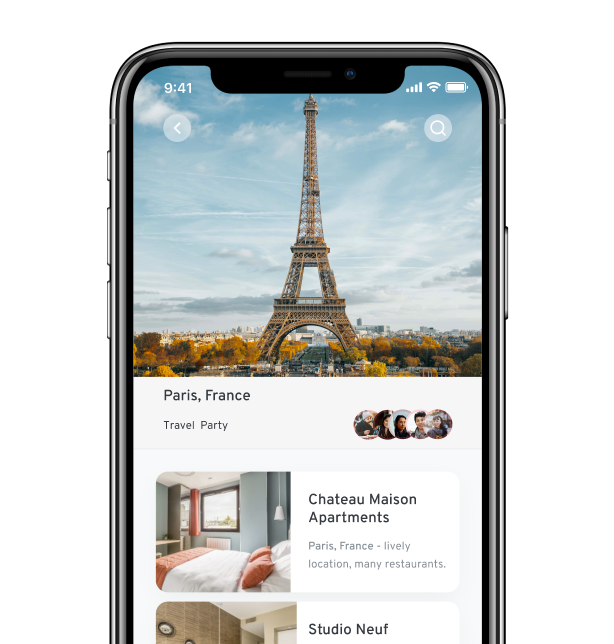 9:41
Paris, France
Travel Party
Chateau Maison
Apartments
Paris, France - lively
location, many restaurants.
Studio Neuf